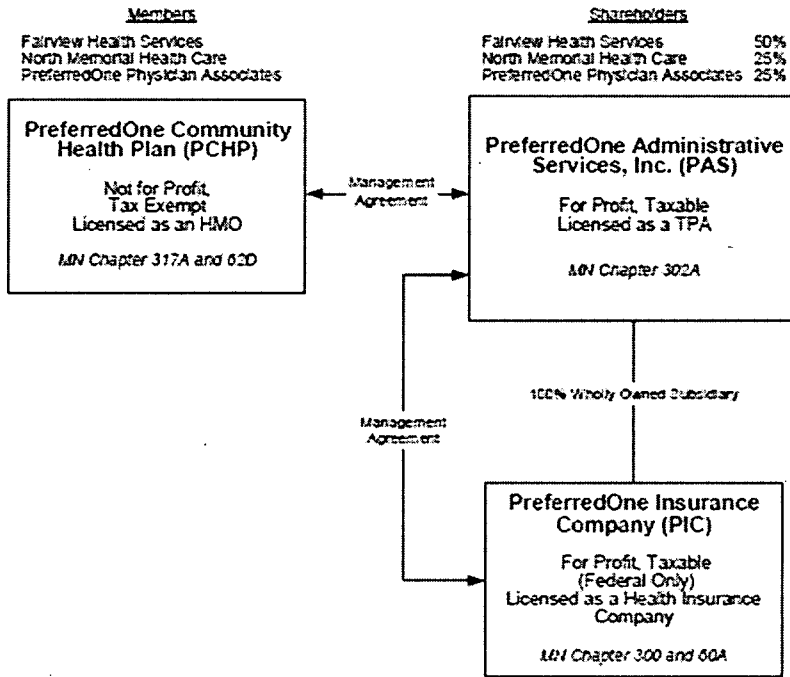 Members
Fairview Health Services
North Memorial Health Care
PreferredOne Physician Associates
Shareholders
Fairview Health Services 50%
North Memorial Health Care 25%
PreferredOne Physician Associates 25%
PreferredOne Community
Health Plan (PCHP)
Not for Profit,
Tax Exempt
Licensed as an HMO
MN Chapter 317A and 62D
Management
Agreement
PreferredOne Administrative
Services, Inc. (PAS)
For Profit, Taxable
Licensed as a TPA
MN Chapter 302A
100% Wholly Owned Subsidiary
Management
Agreement
PreferredOne Insurance
Company (PIC)
For Profit, Taxable
(Federal Only)
Licensed as a Health Insurance
Company
MN Chapter 300 and 60A